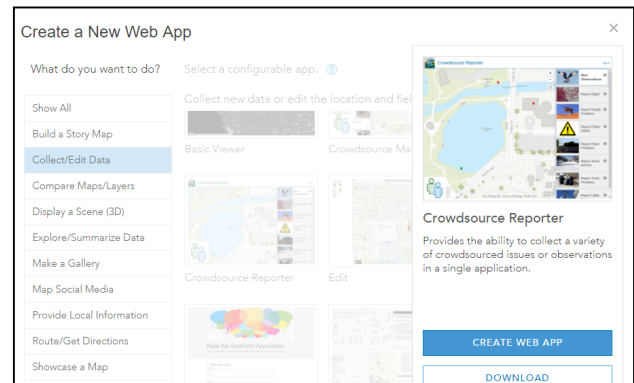 Create a New Web App
What do you want to do?
Select a configurable app.
Collect new data or edit the location and fiel
Show All
Build a Story Map
Collect/Edit Data
Compare Maps/Layers
Display a Scene (3D)
Explore/Summarize Data
Make a Gallery
Map Social Media
Provide Local Information
Route/Get Directions
Showcase a Map
Basic Viewer
Crowdsource Ma
Crowdsource Reporter
Edit
Crowdsource Reporter
Crowdsource Reporter
Provides the ability to collect a variety
of crowdsourced issues or observations
in a single application.
CREATE WEB APP
DOWNLOAD